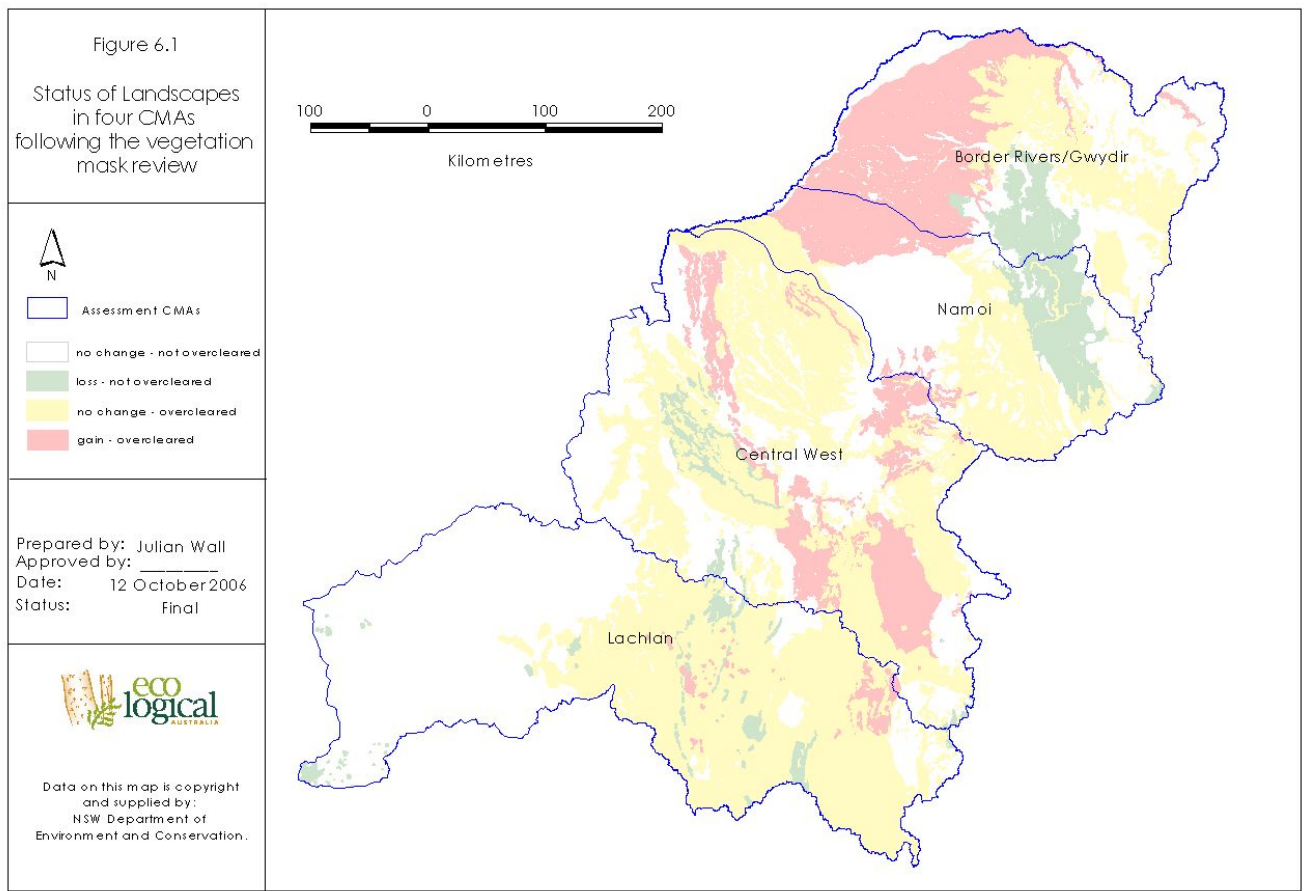 Figure 6.1
Status of Landscapes
in four CMAs
following the vegetation
mask review
N
Assessment CMAs
no change - not overcleared
loss - not overcleared
no change - overcleared
gain - overcleared
Prepared by: Julian Wall
Approved by: ________
Date: 12 October 2006
Status: Final
eco
logical
AUSTRALIA
Data on this map is copyright
and supplied by:
NSW Department of
Environment and Conservation.
100 0 100 200
Kilometres
Border Rivers/Gwydir
Namoi
Central West
Lachlan